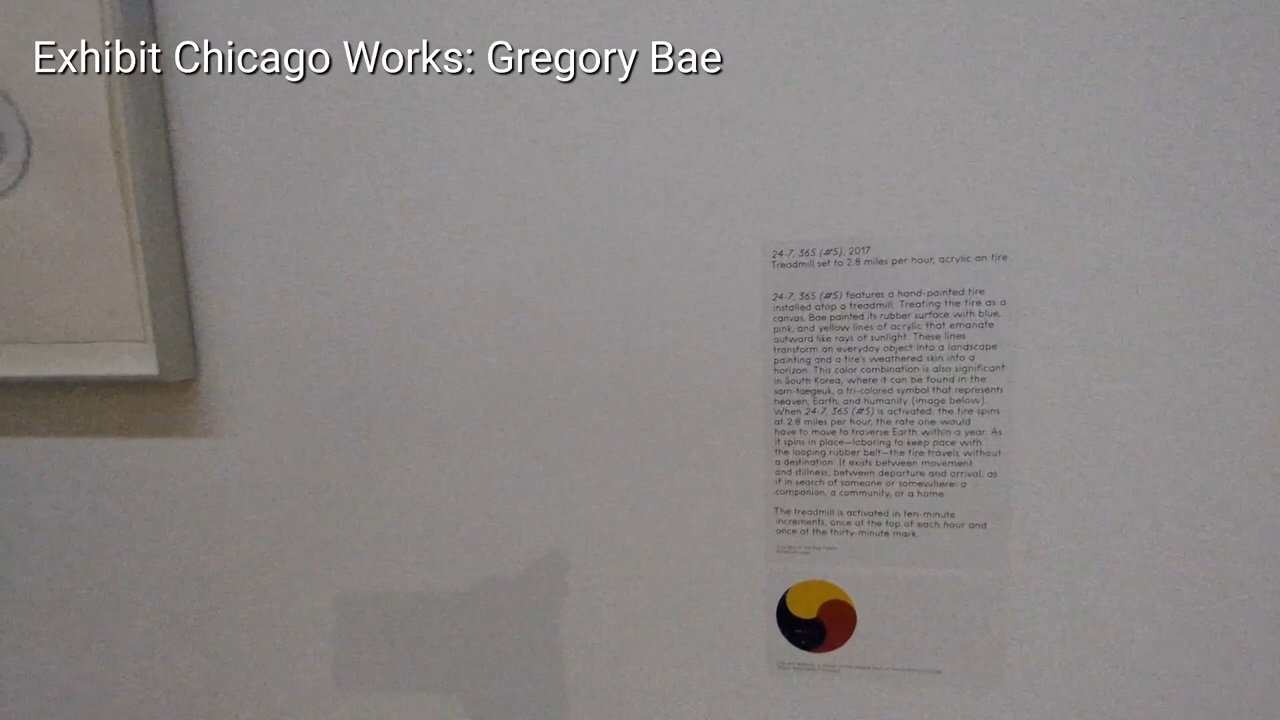 Exhibit Chicago Works: Gregory Bae
24-7, 365 (#5), 2017
Treadmill set to 2.8 miles per hour, acrylic on tire
24-7, 365 (#5) features a hand-painted tire
installed atop a treadmill. Treating the tire as a
canvas, Bae painted its rubber surface with blue,
pink, and yellow lines of acrylic that emanate
outward like rays of sunlight. These lines
transform an everyday object into a landscape
painting and a tire's weathered skin into a
horizon. This color combination is also significant
in South Korea, where it can be found in the
sam-taegeuk, a tri-colored symbol that represents
heaven, Earth, and humanity (image below).
When 24-7, 365 (#5) is activated, the tire spins
at 2.8 miles per hour, the rate one would
have to move to traverse Earth within a year. As
it spins in place—laboring to keep pace with
the looping rubber belt—the tire travels without
a destination. It exists between movement
and stillness, between departure and arrival, as
if in search of someone or somewhere: a
companion, a community, or a home.
The treadmill is activated in ten-minute
increments, once at the top of each hour and
once at the thirty-minute mark.